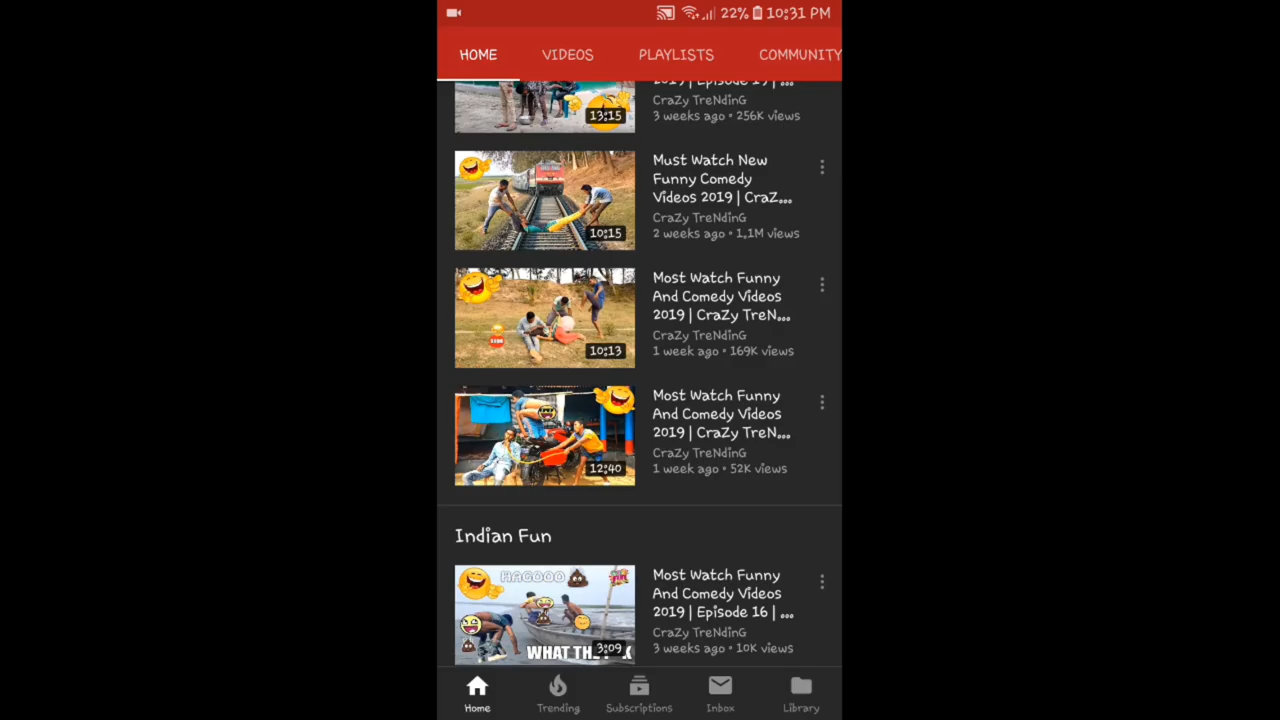 22% 10:31 PM
HOME VIDEOS PLAYLISTS COMMUNITY
13:15
CraZy TreNdinG
3 weeks ago • 256K views
Must Watch New
Funny Comedy
Videos 2019 | CraZ...
CraZy TreNdinG
2 weeks ago • 1.1M views
10:15
Most Watch Funny
And Comedy Videos
2019 | CraZy TreN...
CraZy TreNdinG
1 week ago • 169K views
10:13
Most Watch Funny
And Comedy Videos
2019 | CraZy TreN...
CraZy TreNdinG
1 week ago • 52K views
12:40
Indian Fun
HAGOOO
WHAT THE
3:09
Most Watch Funny
And Comedy Videos
2019 | Episode 16 | ...
CraZy TreNdinG
3 weeks ago • 10K views
Home Trending Subscriptions Inbox Library